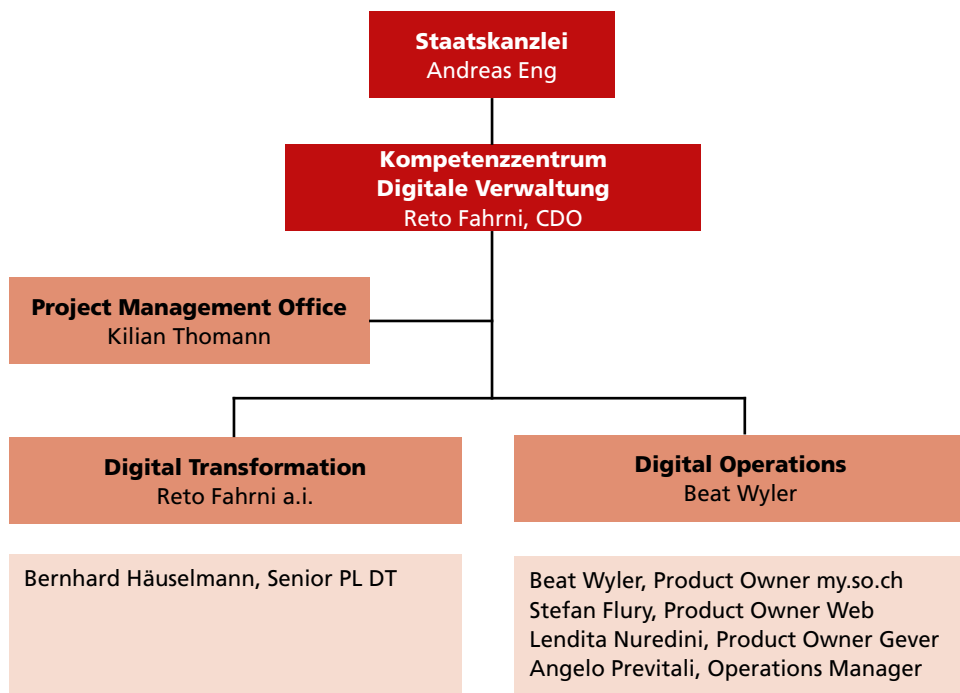 Staatskanzlei
Andreas Eng
Kompetenzzentrum
Digitale Verwaltung
Reto Fahrni, CDO
Project Management Office
Kilian Thomann
Digital Transformation
Reto Fahrni a.i.
Digital Operations
Beat Wyler
Bernhard Häuselmann, Senior PL DT
Beat Wyler, Product Owner my.so.ch
Stefan Flury, Product Owner Web
Lendita Nuredini, Product Owner Gever
Angelo Previtali, Operations Manager